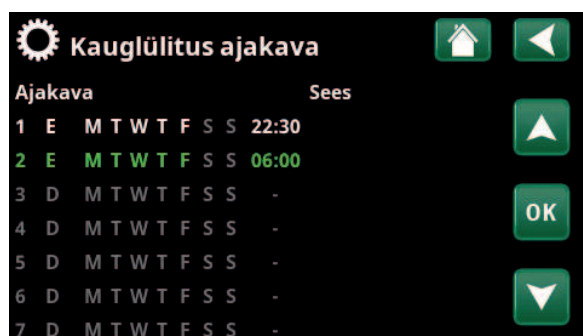 Kauglülitus ajakava
Ajakava Sees
1 E M T W T F S S 22:30
2 E M T W T F S S 06:00
3 D M T W T F S S -
4 D M T W T F S S -
OK
5 D M T W T F S S -
6 D M T W T F S S -
7 D M T W T F S S -